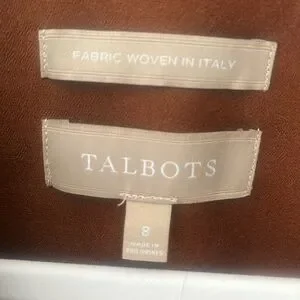 FABRIC WOVEN IN ITALY
TALBOTS
8
MADE IN
PHILIPPINES